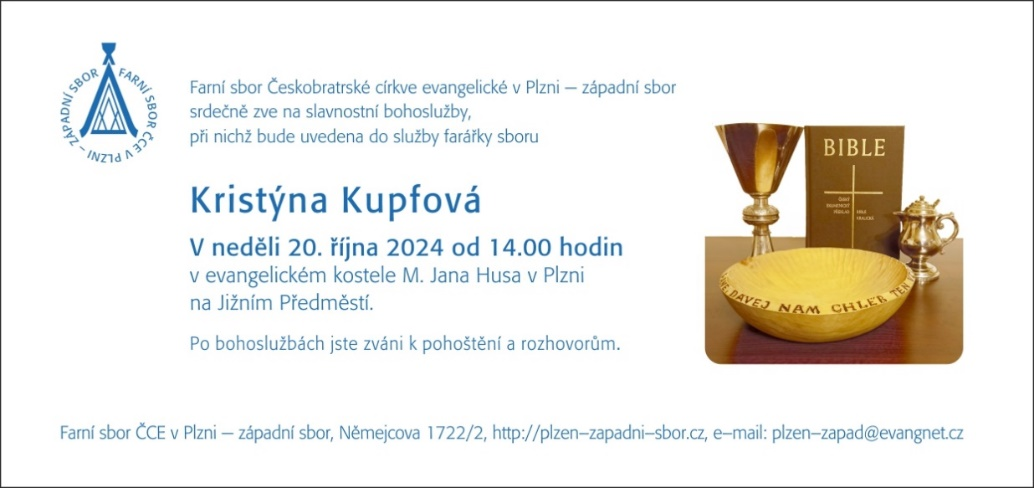 FARNÍ SBOR ČCE V PLZNI – ZÁPADNÍ SBOR
Farní sbor Českobratrské církve evangelické v Plzni – západní sbor
srdečně zve na slavnostní bohoslužby,
při nichž bude uvedena do služby farářky sboru
Kristýna Kupfová
V neděli 20. října 2024 od 14.00 hodin
v evangelickém kostele M. Jana Husa v Plzni
na Jižním Předměstí.
Po bohoslužbách jste zváni k pohoštění a rozhovorům.
BIBLE
DÁVEJ NÁM CHLÉB TEN
Farní sbor ČCE v Plzni – západní sbor, Němejcova 1722/2, http://plzen–zapadni–sbor.cz, e–mail: plzen–zapad@evangnet.cz